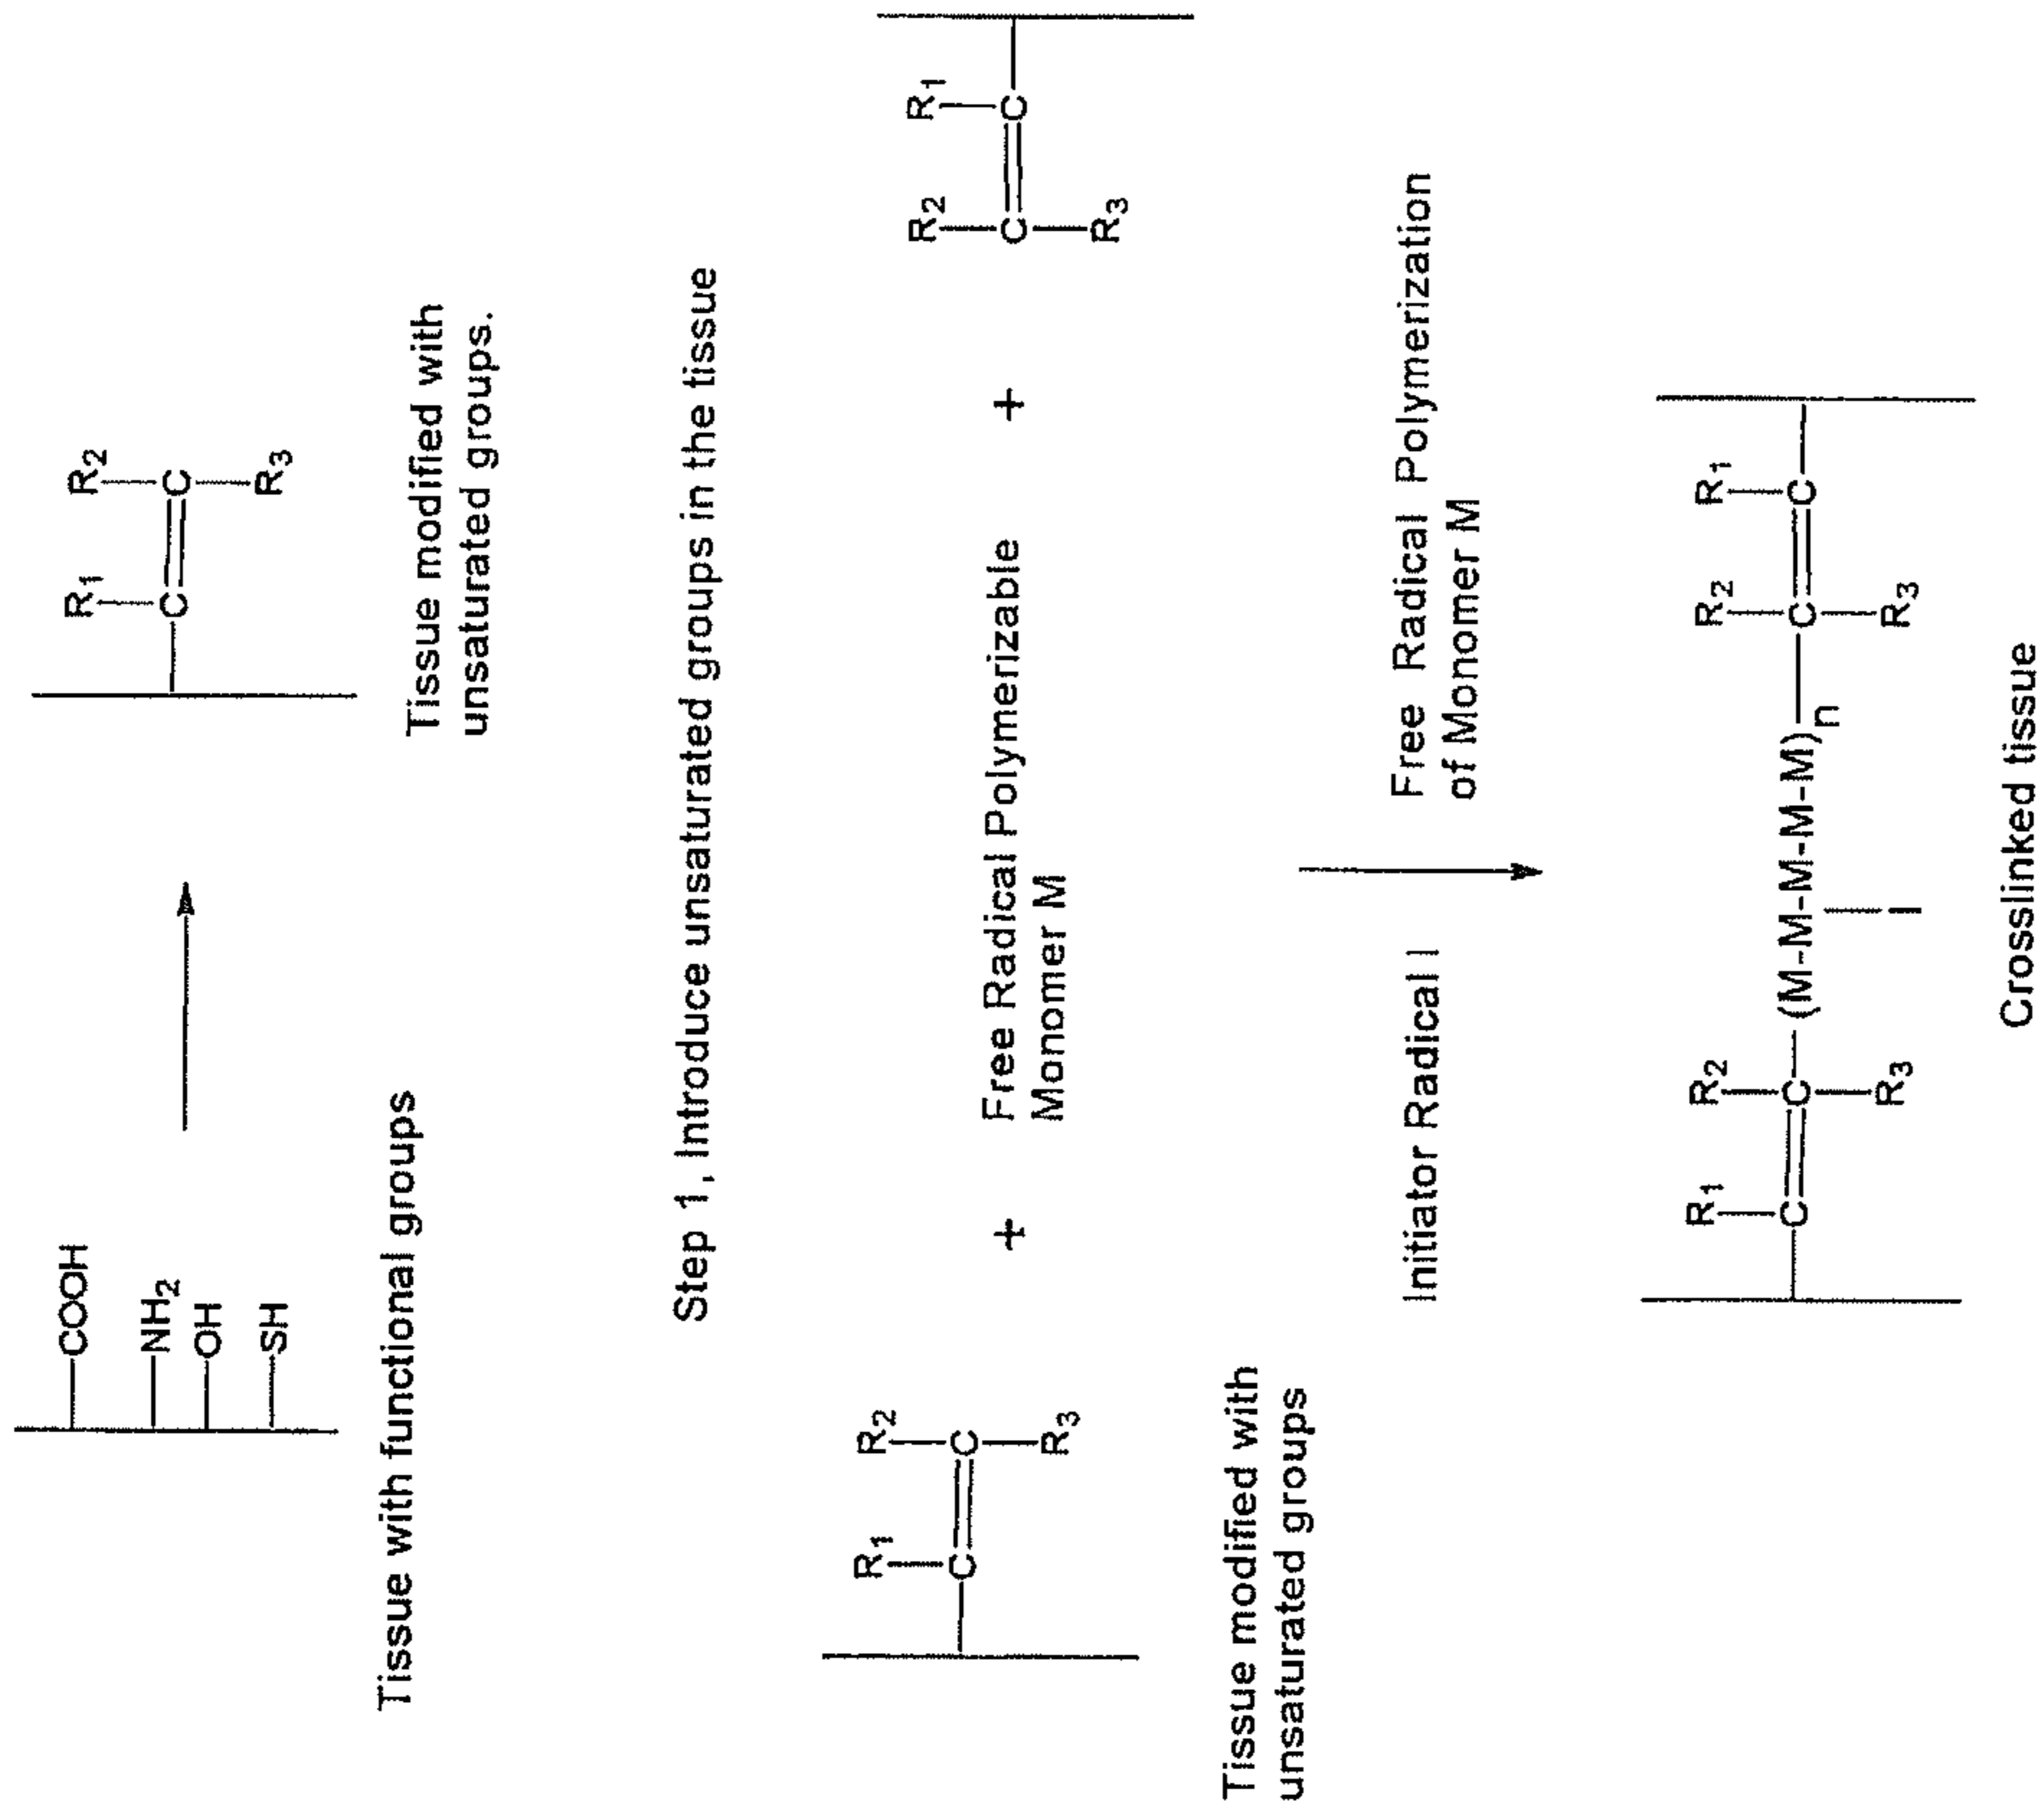 COOH
NH2
OH
SH
Tissue with functional groups
R1 R2
C C
R3
Tissue modified with
unsaturated groups.
Step 1, Introduce unsaturated groups in the tissue
R1 R2
C C
R3
Tissue modified with
unsaturated groups
+
Free Radical Polymerizable
Monomer M
+
R2 R1
C C
R3
Initiator Radical I
Free Radical Polymerization
of Monomer M
R1 R2
C C
R3
(M-M-M-M-M)n
I
R2 R1
C C
R3
Crosslinked tissue